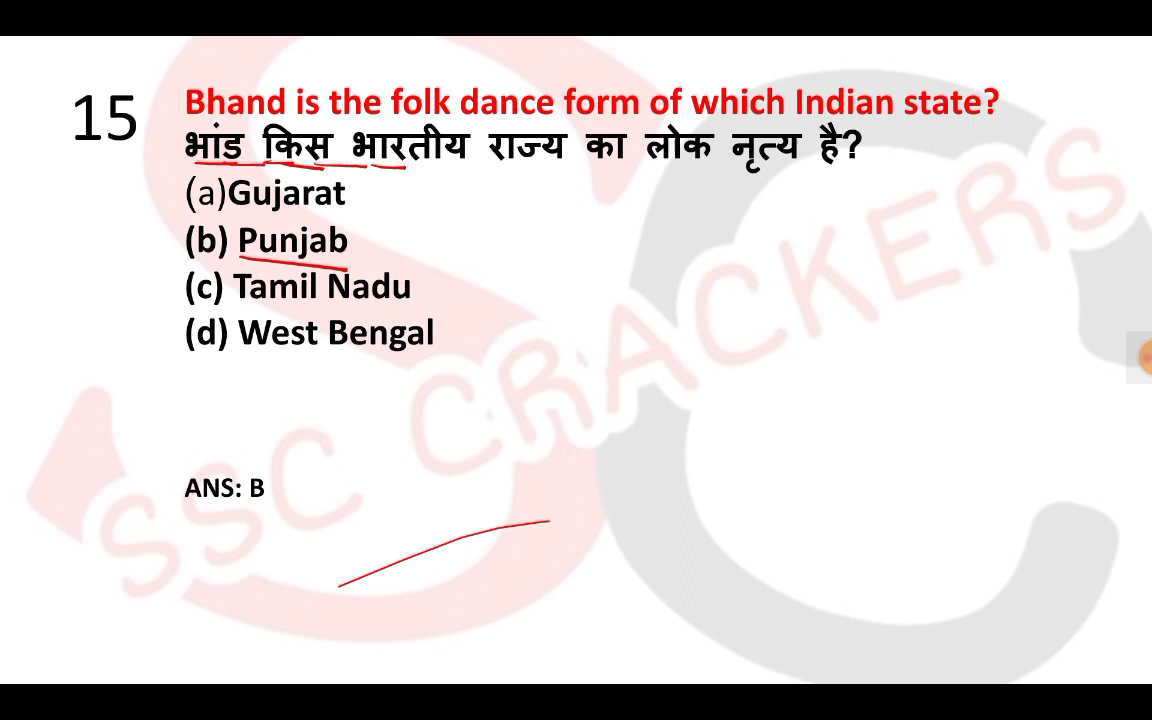 15
Bhand is the folk dance form of which Indian state?
भांड किस भारतीय राज्य का लोक नृत्य है?
(a)Gujarat
(b) Punjab
(c) Tamil Nadu
(d) West Bengal
SSC CRACKERS
ANS: B